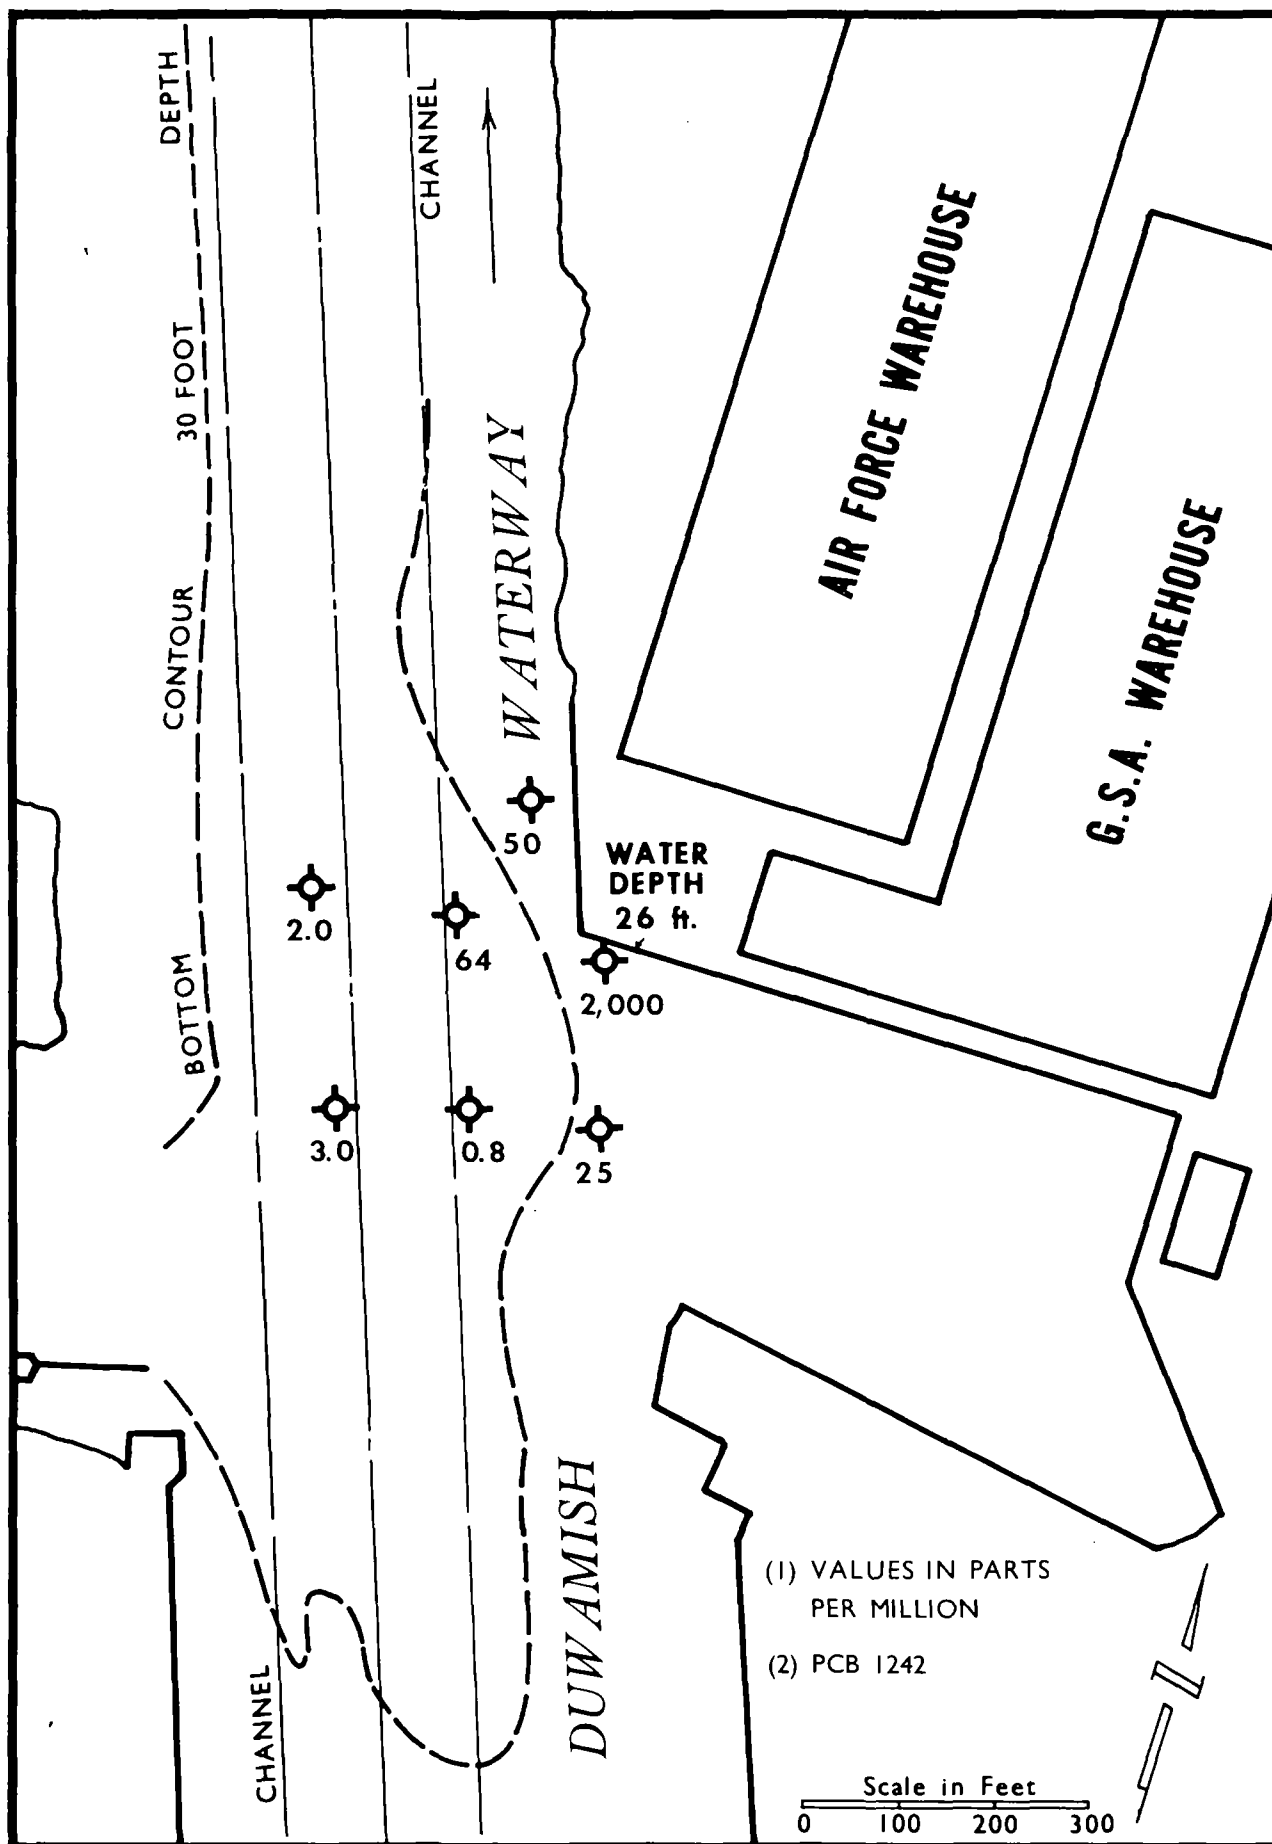 DEPTH
30 FOOT
CONTOUR
BOTTOM
CHANNEL
WATERWAY
AIR FORCE WAREHOUSE
G.S.A. WAREHOUSE
50
WATER
DEPTH
26 ft.
2.0
64
2,000
3.0
0.8
25
DUWAMISH
CHANNEL
(1) VALUES IN PARTS
PER MILLION
(2) PCB 1242
N
Scale in Feet
0 100 200 300